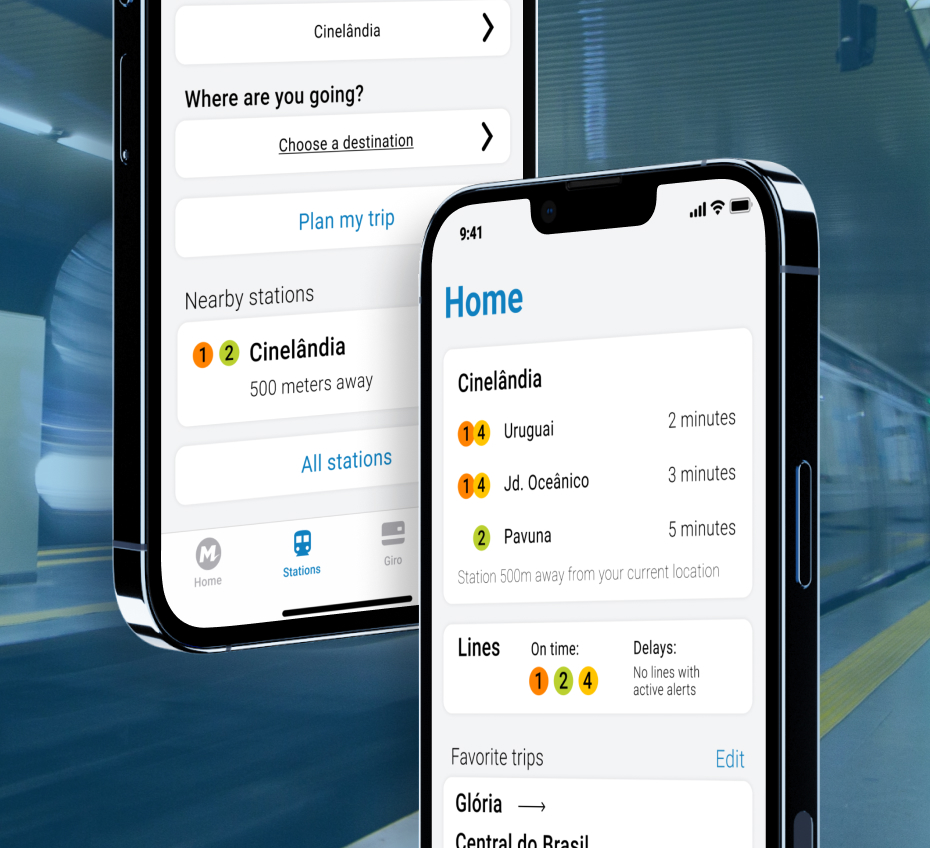 Cinelândia
Where are you going?
Choose a destination
Plan my trip
Nearby stations
1 2 Cinelândia
500 meters away
All stations
M
Home
Stations
Giro
9:41
Home
Cinelândia
1 4 Uruguai 2 minutes
1 4 Jd. Oceânico 3 minutes
2 Pavuna 5 minutes
Station 500m away from your current location
Lines
On time:
1 2 4
Delays:
No lines with
active alerts
Favorite trips
Edit
Glória →
Central do Brasil